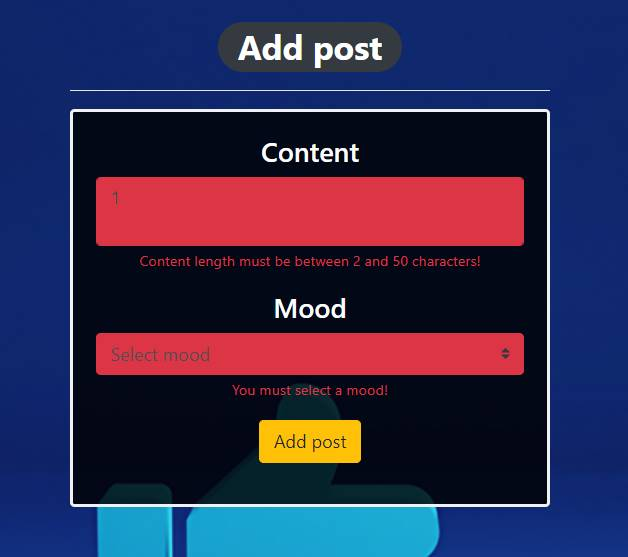 Add post
Content
1
Content length must be between 2 and 50 characters!
Mood
Select mood
You must select a mood!
Add post